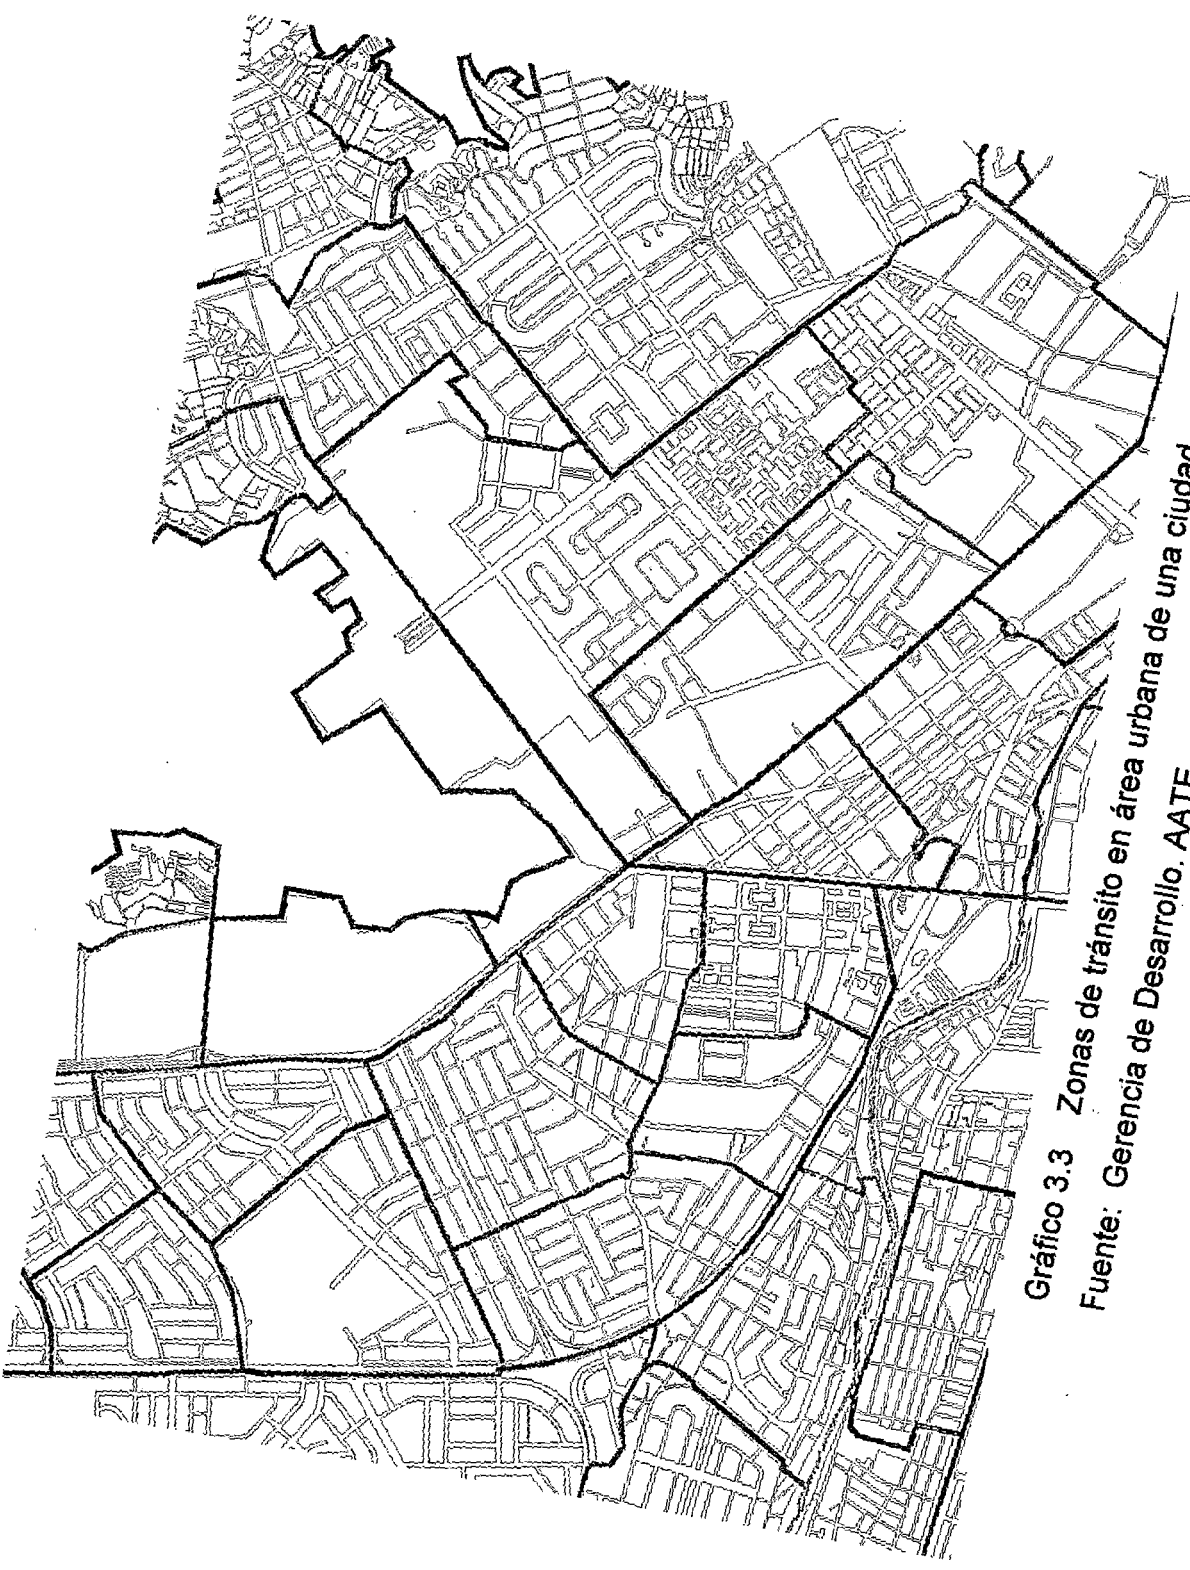 Gráfico 3.3 Zonas de tránsito en área urbana de una ciudad
Fuente: Gerencia de Desarrollo. AATE